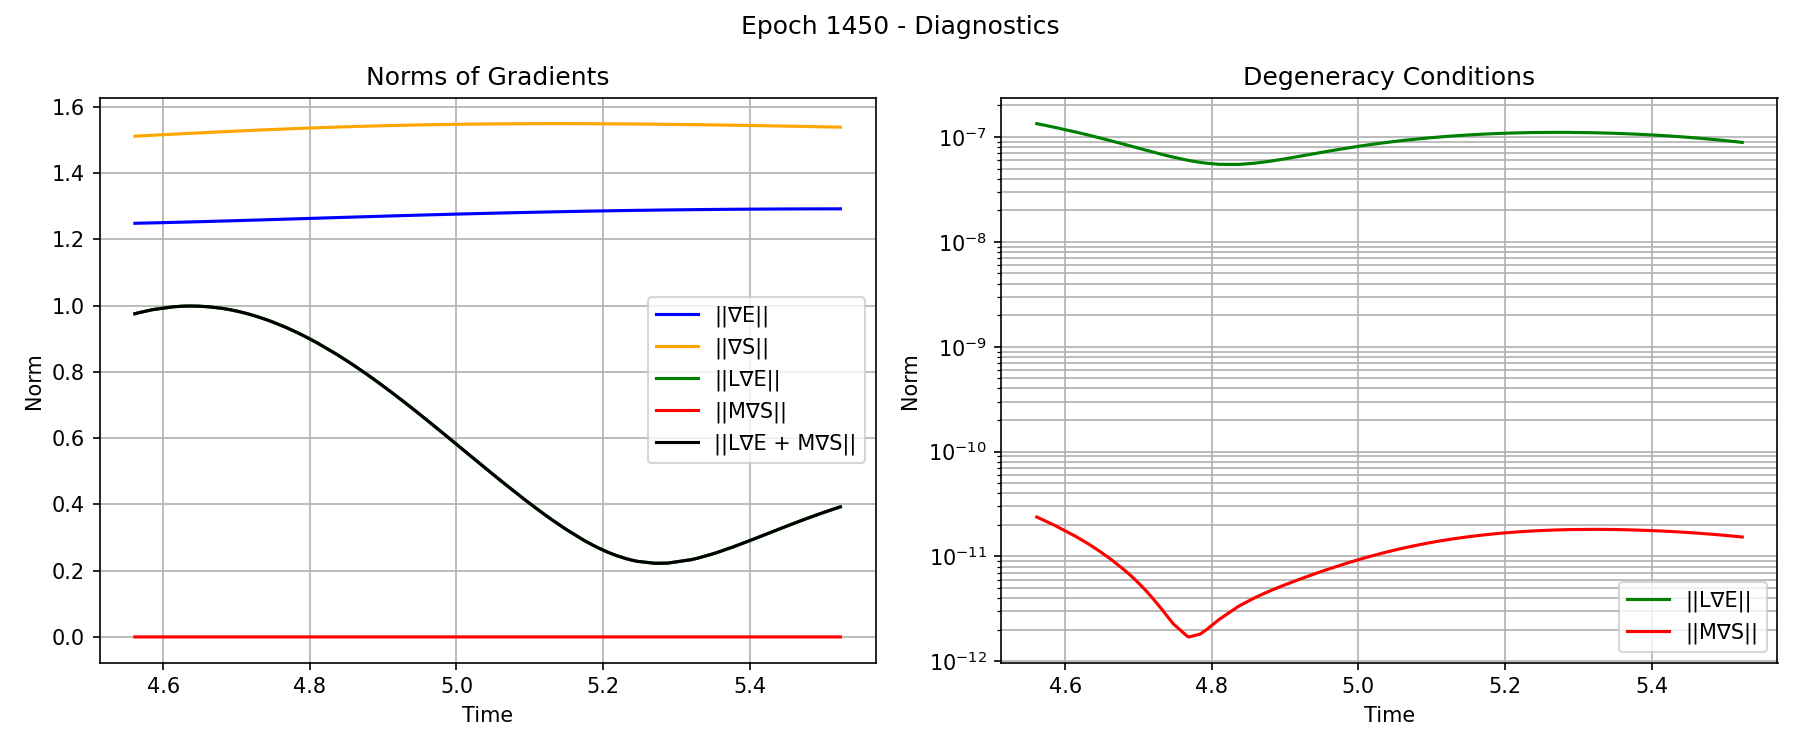 Epoch 1450 - Diagnostics
Norms of Gradients
1.6
1.4
1.2
1.0
0.8
0.6
0.4
0.2
0.0
Norm
||∇E||
||∇S||
||L∇E||
||M∇S||
||L∇E + M∇S||
4.6
4.8
5.0
5.2
5.4
Time
Degeneracy Conditions
10⁻⁷
10⁻⁸
10⁻⁹
10⁻¹⁰
10⁻¹¹
10⁻¹²
Norm
||L∇E||
||M∇S||
4.6
4.8
5.0
5.2
5.4
Time